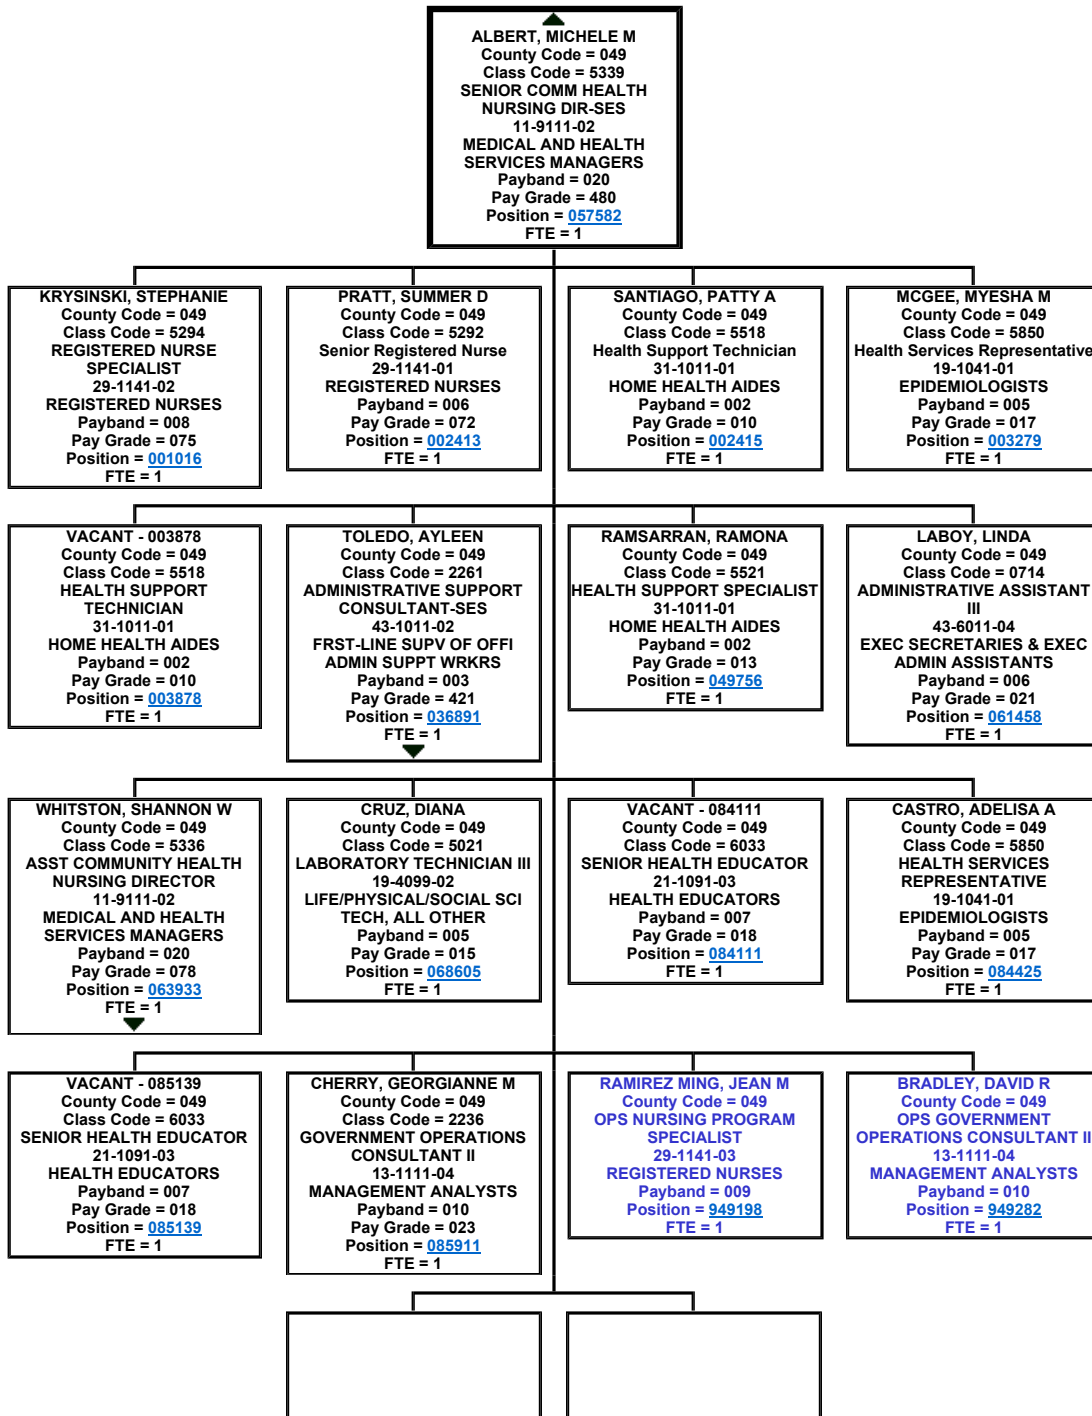 ALBERT, MICHELE M
County Code = 049
Class Code = 5339
SENIOR COMM HEALTH
NURSING DIR-SES
11-9111-02
MEDICAL AND HEALTH
SERVICES MANAGERS
Payband = 020
Pay Grade = 480
Position = 057582
FTE = 1
KRYSINSKI, STEPHANIE
County Code = 049
Class Code = 5294
REGISTERED NURSE
SPECIALIST
29-1141-02
REGISTERED NURSES
Payband = 008
Pay Grade = 075
Position = 001016
FTE = 1
PRATT, SUMMER D
County Code = 049
Class Code = 5292
Senior Registered Nurse
29-1141-01
REGISTERED NURSES
Payband = 006
Pay Grade = 072
Position = 002413
FTE = 1
SANTIAGO, PATTY A
County Code = 049
Class Code = 5518
Health Support Technician
31-1011-01
HOME HEALTH AIDES
Payband = 002
Pay Grade = 010
Position = 002415
FTE = 1
MCGEE, MYESHA M
County Code = 049
Class Code = 5850
Health Services Representative
19-1041-01
EPIDEMIOLOGISTS
Payband = 005
Pay Grade = 017
Position = 003279
FTE = 1
VACANT - 003878
County Code = 049
Class Code = 5518
HEALTH SUPPORT
TECHNICIAN
31-1011-01
HOME HEALTH AIDES
Payband = 002
Pay Grade = 010
Position = 003878
FTE = 1
TOLEDO, AYLEEN
County Code = 049
Class Code = 2261
ADMINISTRATIVE SUPPORT
CONSULTANT-SES
43-1011-02
FRST-LINE SUPV OF OFFI
ADMIN SUPPT WRKRS
Payband = 003
Pay Grade = 421
Position = 036891
FTE = 1
RAMSARRAN, RAMONA
County Code = 049
Class Code = 5521
HEALTH SUPPORT SPECIALIST
31-1011-01
HOME HEALTH AIDES
Payband = 002
Pay Grade = 013
Position = 049756
FTE = 1
LABOY, LINDA
County Code = 049
Class Code = 0714
ADMINISTRATIVE ASSISTANT
III
43-6011-04
EXEC SECRETARIES & EXEC
ADMIN ASSISTANTS
Payband = 006
Pay Grade = 021
Position = 061458
FTE = 1
WHITSTON, SHANNON W
County Code = 049
Class Code = 5336
ASST COMMUNITY HEALTH
NURSING DIRECTOR
11-9111-02
MEDICAL AND HEALTH
SERVICES MANAGERS
Payband = 020
Pay Grade = 078
Position = 063933
FTE = 1
CRUZ, DIANA
County Code = 049
Class Code = 5021
LABORATORY TECHNICIAN III
19-4099-02
LIFE/PHYSICAL/SOCIAL SCI
TECH, ALL OTHER
Payband = 005
Pay Grade = 015
Position = 068605
FTE = 1
VACANT - 084111
County Code = 049
Class Code = 6033
SENIOR HEALTH EDUCATOR
21-1091-03
HEALTH EDUCATORS
Payband = 007
Pay Grade = 018
Position = 084111
FTE = 1
CASTRO, ADELISA A
County Code = 049
Class Code = 5850
HEALTH SERVICES
REPRESENTATIVE
19-1041-01
EPIDEMIOLOGISTS
Payband = 005
Pay Grade = 017
Position = 084425
FTE = 1
VACANT - 085139
County Code = 049
Class Code = 6033
SENIOR HEALTH EDUCATOR
21-1091-03
HEALTH EDUCATORS
Payband = 007
Pay Grade = 018
Position = 085139
FTE = 1
CHERRY, GEORGIANNE M
County Code = 049
Class Code = 2236
GOVERNMENT OPERATIONS
CONSULTANT II
13-1111-04
MANAGEMENT ANALYSTS
Payband = 010
Pay Grade = 023
Position = 085911
FTE = 1
RAMIREZ MING, JEAN M
County Code = 049
OPS NURSING PROGRAM
SPECIALIST
29-1141-03
REGISTERED NURSES
Payband = 009
Position = 949198
FTE = 1
BRADLEY, DAVID R
County Code = 049
OPS GOVERNMENT
OPERATIONS CONSULTANT II
13-1111-04
MANAGEMENT ANALYSTS
Payband = 010
Position = 949282
FTE = 1